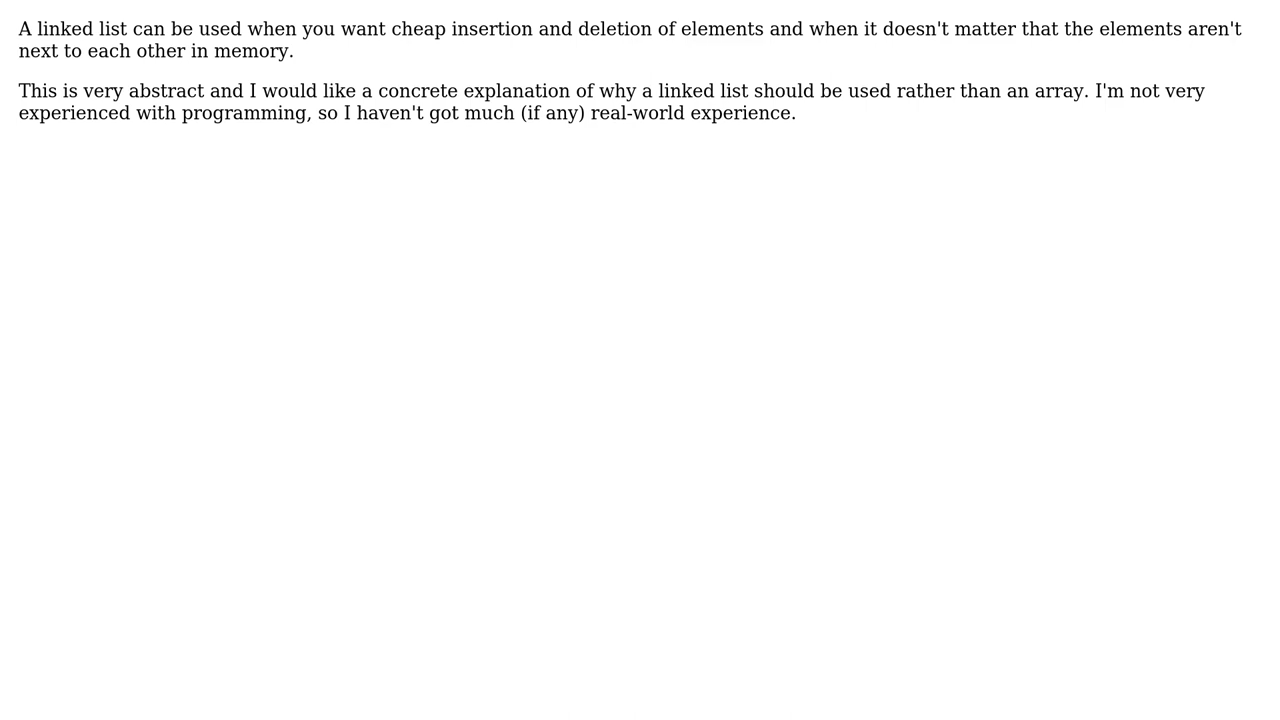 A linked list can be used when you want cheap insertion and deletion of elements and when it doesn't matter that the elements aren't
next to each other in memory.
This is very abstract and I would like a concrete explanation of why a linked list should be used rather than an array. I'm not very
experienced with programming, so I haven't got much (if any) real-world experience.